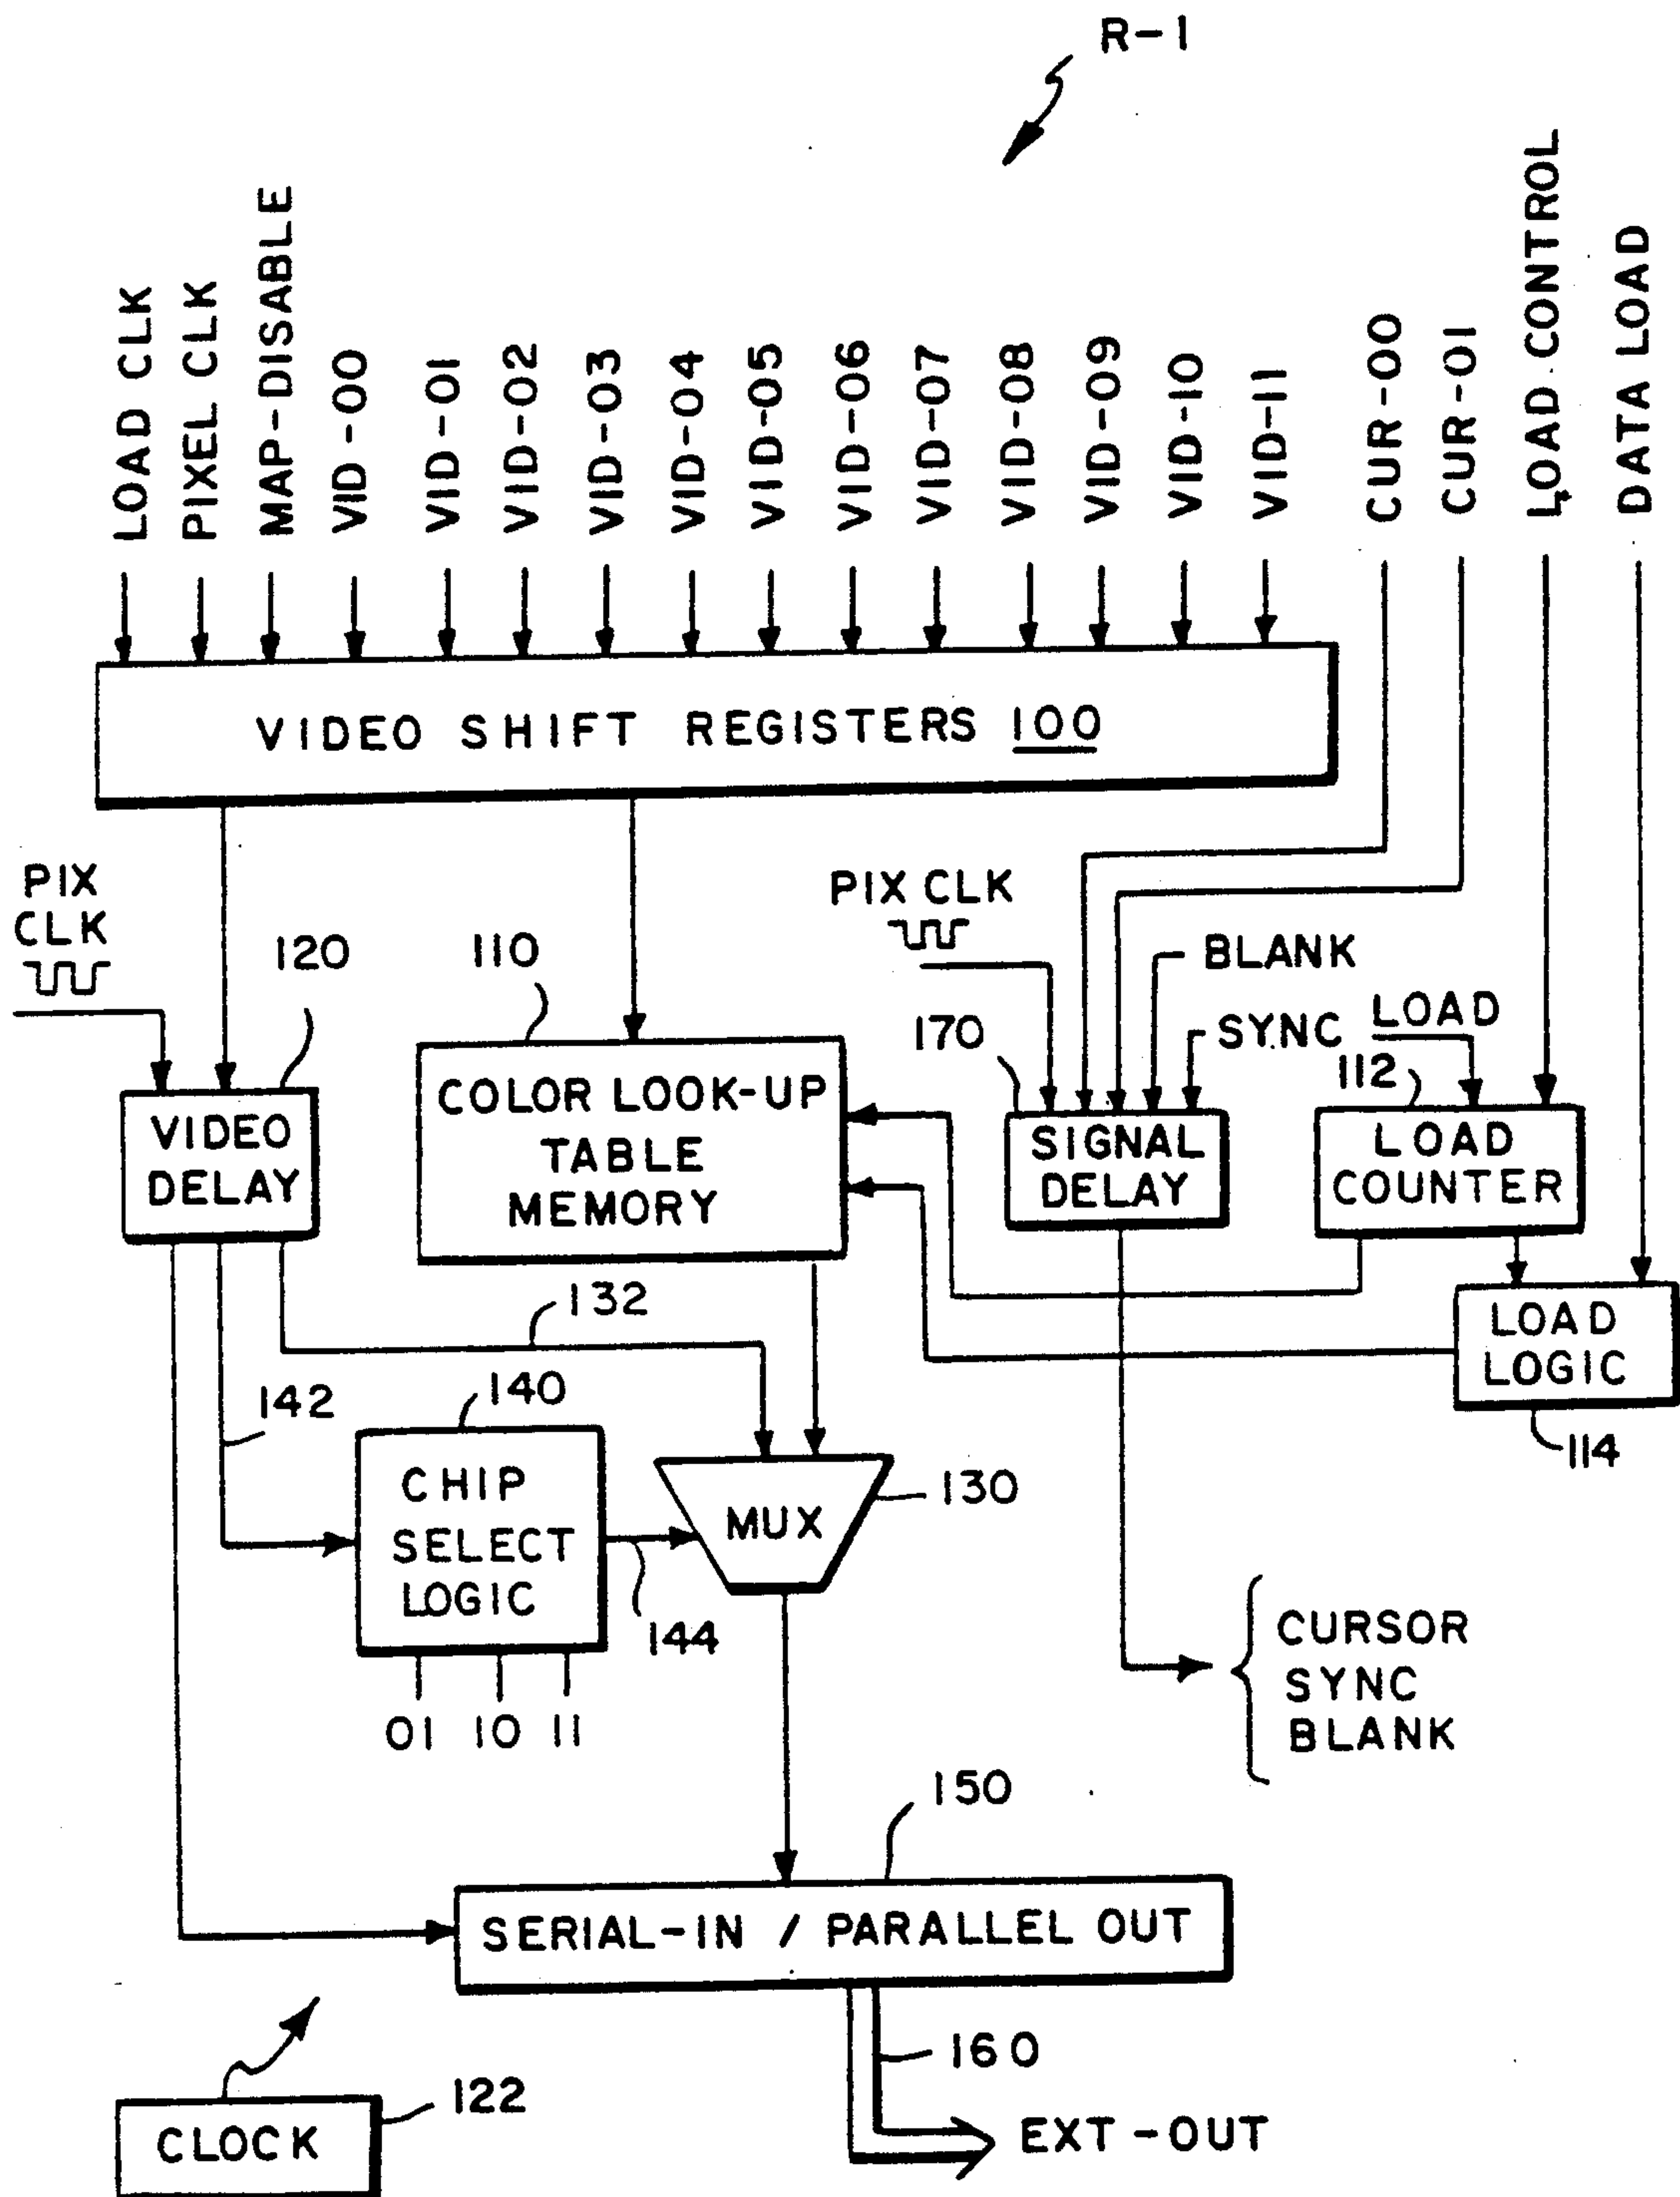 R-1
LOAD CLK
PIXEL CLK
MAP-DISABLE
VID-00
VID-01
VID-02
VID-03
VID-04
VID-05
VID-06
VID-07
VID-08
VID-09
VID-10
VID-11
CUR-00
CUR-01
LOAD CONTROL
DATA LOAD
VIDEO SHIFT REGISTERS 100
PIX
CLK
120
110
PIX CLK
BLANK
170
SYNC
LOAD
112
VIDEO
DELAY
COLOR LOOK-UP
TABLE
MEMORY
SIGNAL
DELAY
LOAD
COUNTER
132
LOAD
LOGIC
114
142
140
CHIP
SELECT
LOGIC
MUX
130
144
01 10 11
CURSOR
SYNC
BLANK
150
SERIAL-IN / PARALLEL OUT
160
EXT-OUT
122
CLOCK